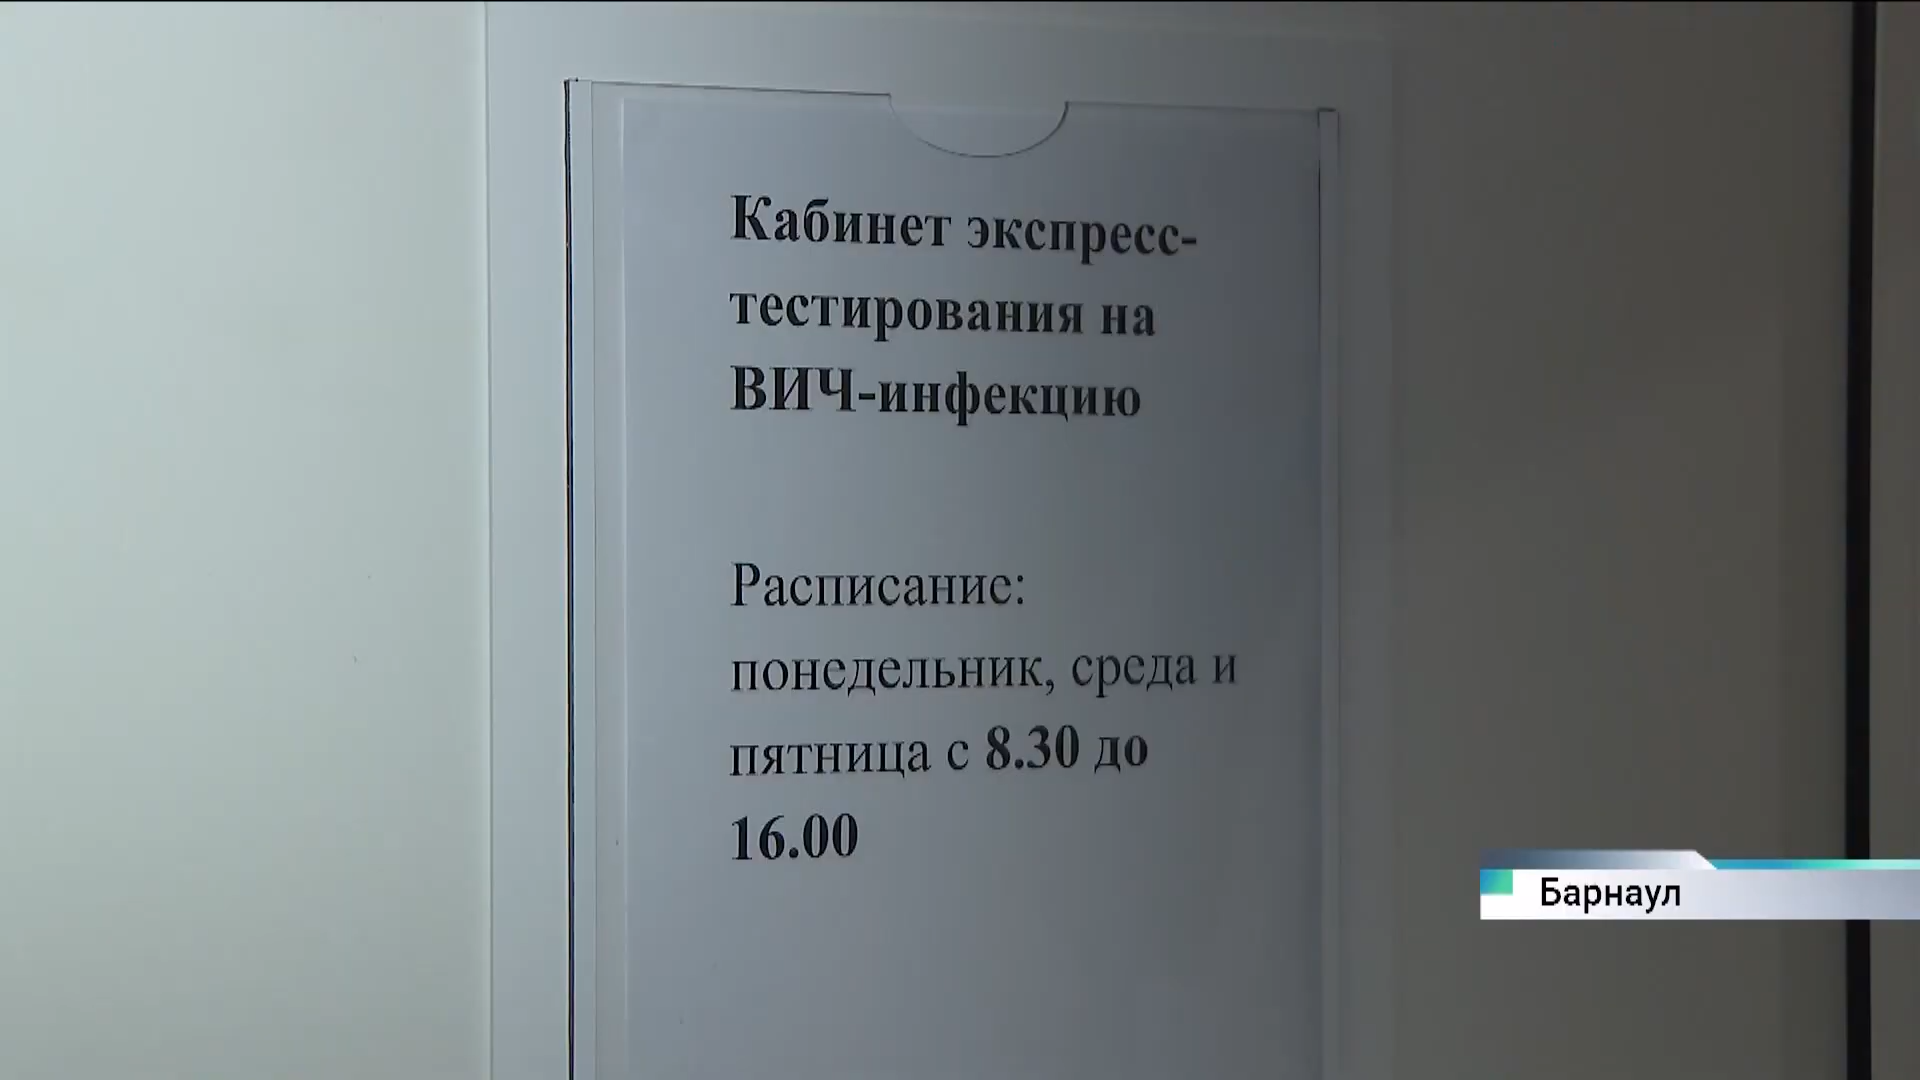 Кабинет экспресс-
тестирования на
ВИЧ-инфекцию
Расписание:
понедельник, среда и
пятница с 8.30 до
16.00
Барнаул